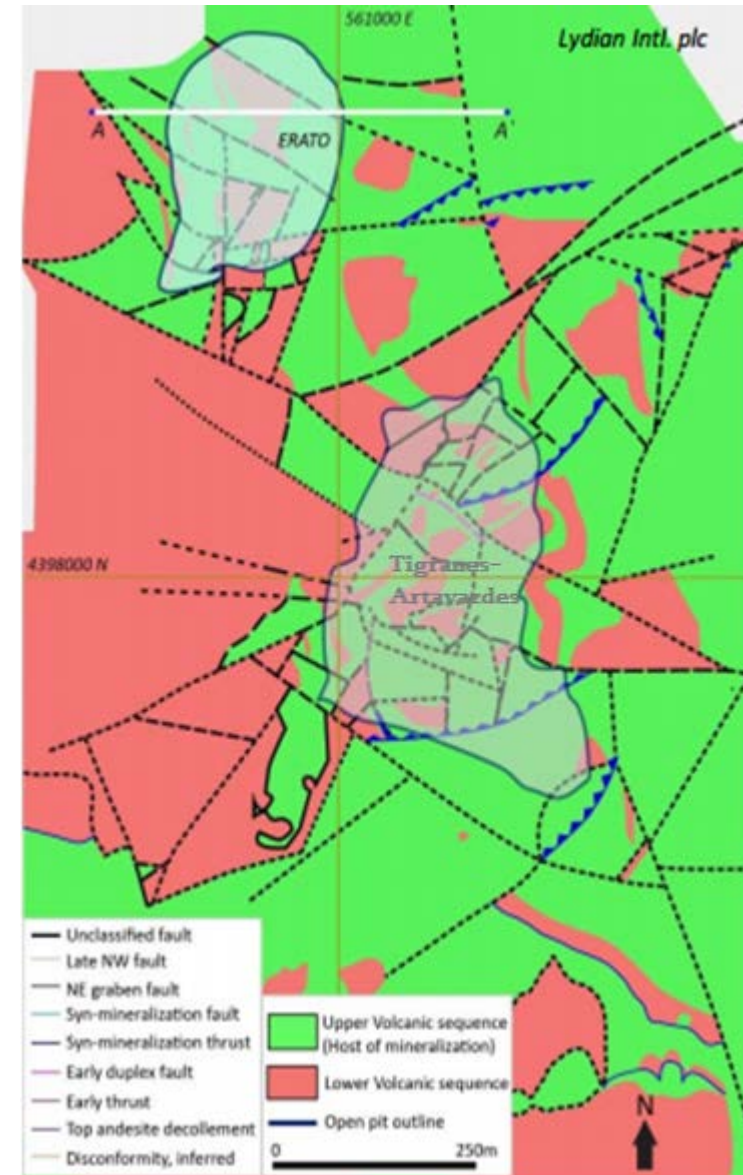 561000 E
Lydian Intl. plc
A
A'
ERATO
4398000 N
Tigranes-
Artavardes
Unclassified fault
Late NW fault
NE graben fault
Syn-mineralization fault
Syn-mineralization thrust
Early duplex fault
Early thrust
Top andesite decollement
Disconformity, inferred
Upper Volcanic sequence
(Host of mineralization)
Lower Volcanic sequence
Open pit outline
0 250m
N